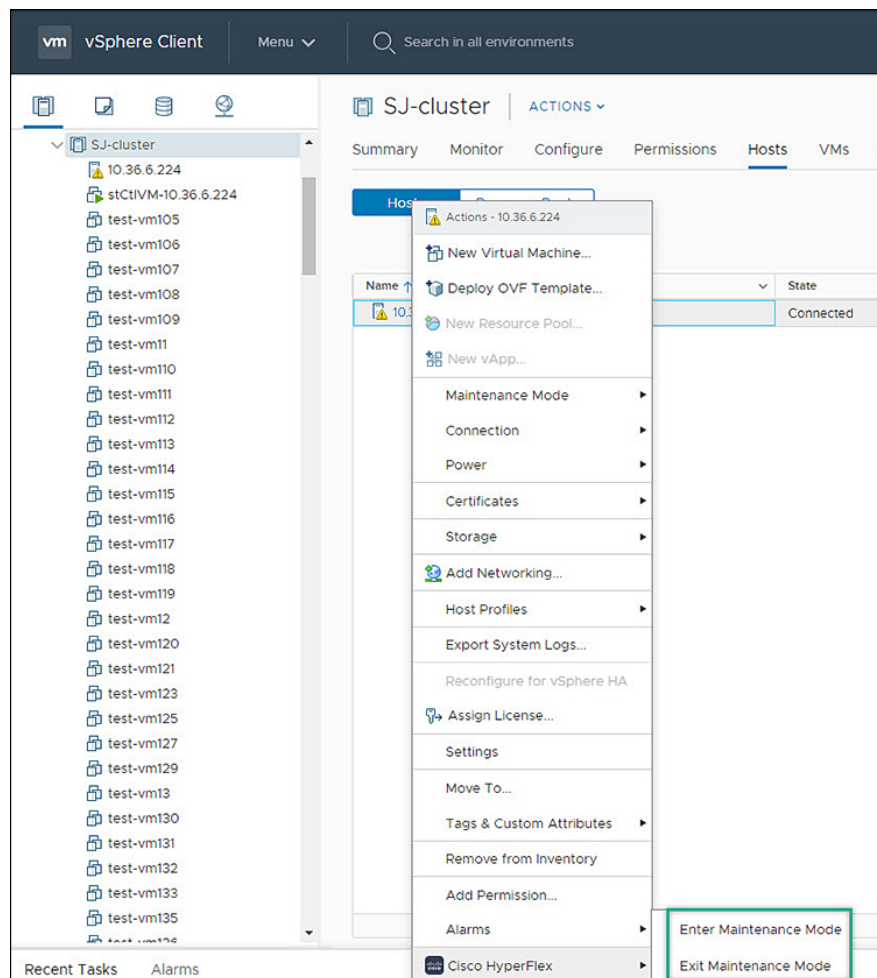 vm vSphere Client Menu Search in all environments
SJ-cluster ACTIONS
Summary Monitor Configure Permissions Hosts VMs
SJ-cluster
10.36.6.224
stCtlVM-10.36.6.224
test-vm105
test-vm106
test-vm107
test-vm108
test-vm109
test-vm11
test-vm110
test-vm111
test-vm112
test-vm113
test-vm114
test-vm115
test-vm116
test-vm117
test-vm118
test-vm119
test-vm12
test-vm120
test-vm121
test-vm123
test-vm125
test-vm127
test-vm129
test-vm13
test-vm130
test-vm131
test-vm132
test-vm133
test-vm135
Name State
Connected
Actions - 10.36.6.224
New Virtual Machine...
Deploy OVF Template...
New Resource Pool...
New vApp...
Maintenance Mode
Connection
Power
Certificates
Storage
Add Networking...
Host Profiles
Export System Logs...
Reconfigure for vSphere HA
Assign License...
Settings
Move To...
Tags & Custom Attributes
Remove from Inventory
Add Permission...
Alarms
Cisco HyperFlex
Enter Maintenance Mode
Exit Maintenance Mode
Recent Tasks Alarms